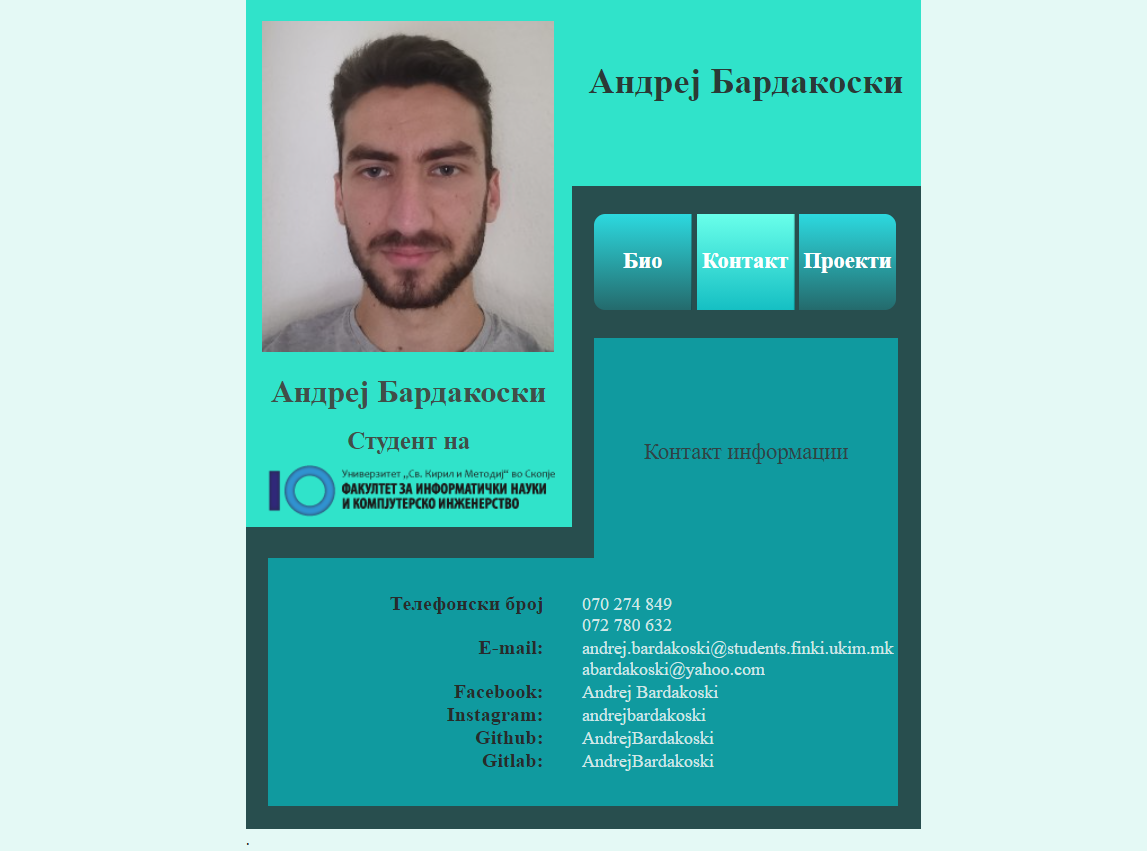 Андреј Бардакоски
Био
Контакт
Проекти
Андреј Бардакоски
Студент на
Универзитет „Св. Кирил и Методиј“ во Скопје
ФАКУЛТЕТ ЗА ИНФОРМАТИЧКИ НАУКИ
И КОМПЈУТЕРСКО ИНЖЕНЕРСТВО
Контакт информации
Телефонски број 070 274 849
072 780 632
E-mail: andrej.bardakoski@students.finki.ukim.mk
abardakoski@yahoo.com
Facebook: Andrej Bardakoski
Instagram: andrejbardakoski
Github: AndrejBardakoski
Gitlab: AndrejBardakoski
.